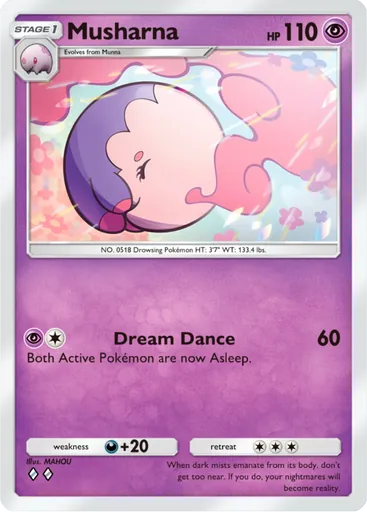 STAGE 1
Musharna
HP 110
Evolves from Munna
NO. 0518 Drowsing Pokémon HT: 3'7" WT: 133.4 lbs.
Dream Dance 60
Both Active Pokémon are now Asleep.
weakness +20
retreat
Illus. MAHOU
When dark mists emanate from its body, don't
get too near. If you do, your nightmares will
become reality.